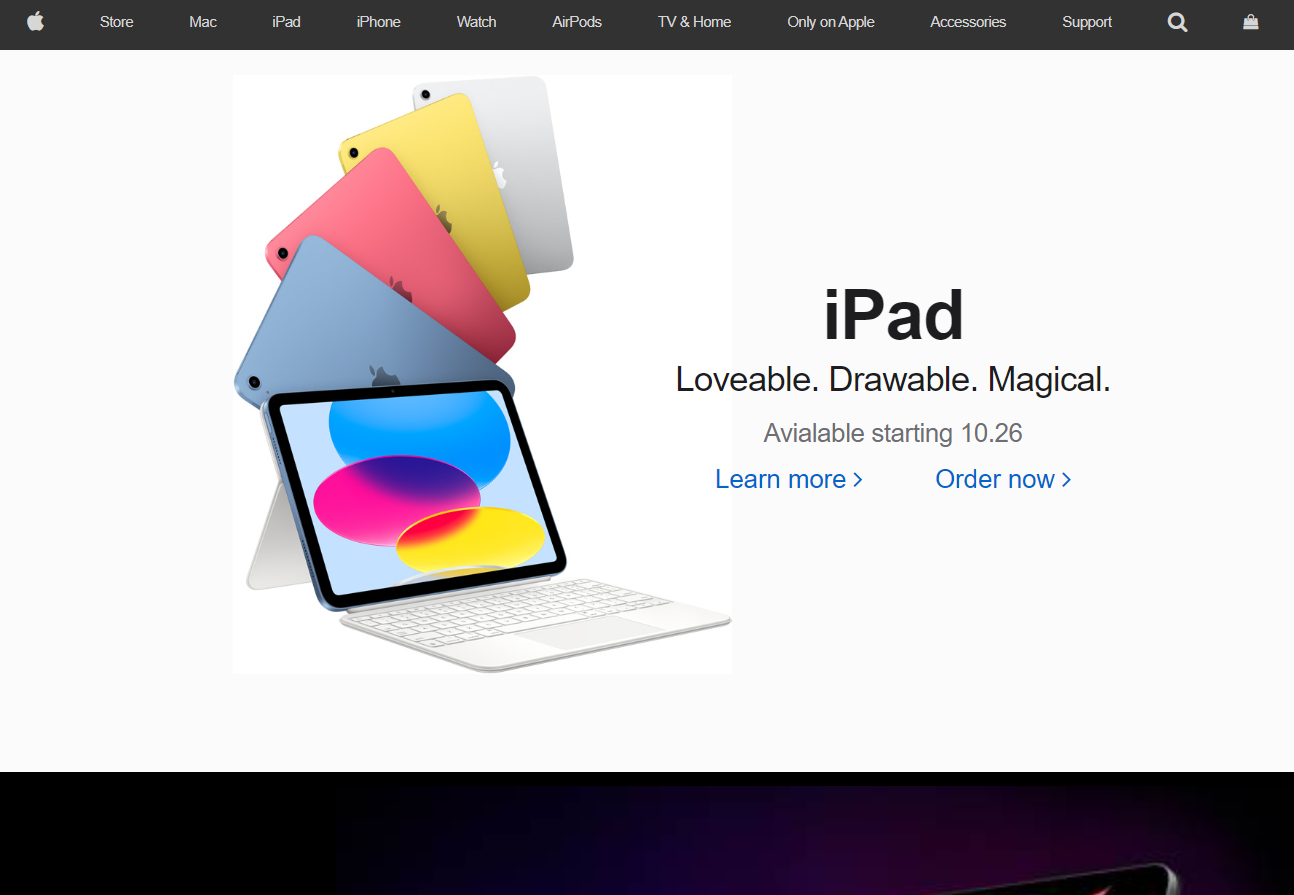 Store Mac iPad iPhone Watch AirPods TV & Home Only on Apple Accessories Support
iPad
Loveable. Drawable. Magical.
Avialable starting 10.26
Learn more > Order now >